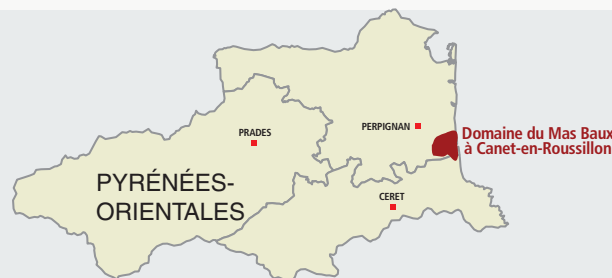 PRADES
PERPIGNAN
Domaine du Mas Baux
à Canet-en-Roussillon
PYRÉNÉES-
ORIENTALES
CERET